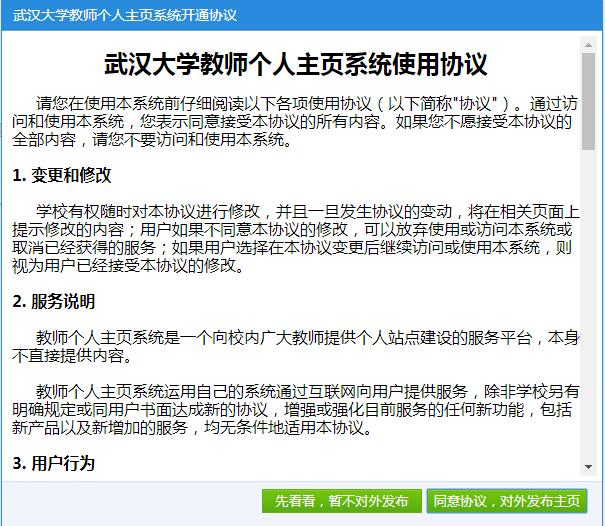 武汉大学教师个人主页系统开通协议
武汉大学教师个人主页系统使用协议
请您在使用本系统前仔细阅读以下各项使用协议（以下简称"协议"）。通过访
问和使用本系统，您表示同意接受本协议的所有内容。如果您不愿接受本协议的
全部内容，请您不要访问和使用本系统。
1. 变更和修改
学校有权随时对本协议进行修改，并且一旦发生协议的变动，将在相关页面上
提示修改的内容；用户如果不同意本协议的修改，可以放弃使用或访问本系统或
取消已经获得的服务；如果用户选择在本协议变更后继续访问或使用本系统，则
视为用户已经接受本协议的修改。
2. 服务说明
教师个人主页系统是一个向校内广大教师提供个人站点建设的服务平台，本身
不直接提供内容。
教师个人主页系统运用自己的系统通过互联网向用户提供服务，除非学校另有
明确规定或同用户书面达成新的协议，增强或强化目前服务的任何新功能，包括
新产品以及新增加的服务，均无条件地适用本协议。
3. 用户行为
先看看，暂不对外发布
同意协议，对外发布主页